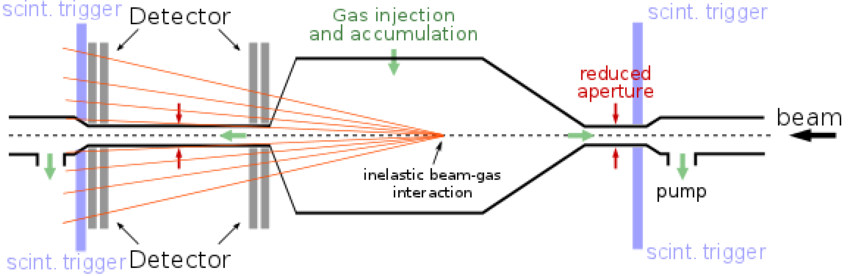 scint. trigger
Detector
Gas injection
and accumulation
scint. trigger
reduced
aperture
beam
inelastic beam-gas
interaction
pump
scint. trigger
Detector
scint. trigger